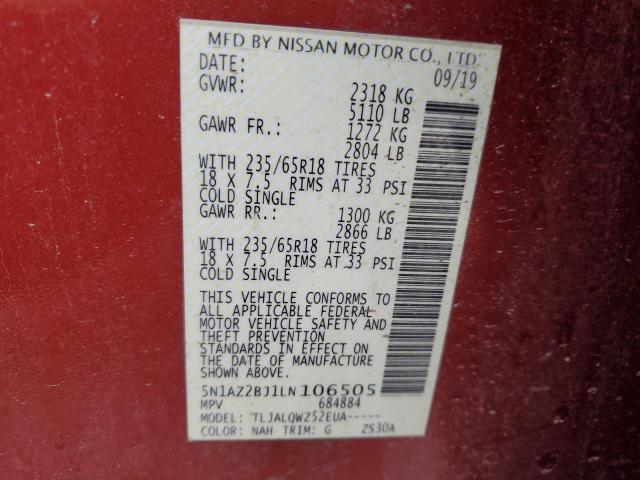 MFD BY NISSAN MOTOR CO., LTD.
DATE: 09/19
GVWR: 2318 KG
5110 LB
GAWR FR.: 1272 KG
2804 LB
WITH 235/65R18 TIRES
18 X 7.5 RIMS AT 33 PSI
COLD SINGLE
GAWR RR.: 1300 KG
2866 LB
WITH 235/65R18 TIRES
18 X 7.5 RIMS AT 33 PSI
COLD SINGLE
THIS VEHICLE CONFORMS TO
ALL APPLICABLE FEDERAL
MOTOR VEHICLE SAFETY AND
THEFT PREVENTION
STANDARDS IN EFFECT ON
THE DATE OF MANUFACTURE
SHOWN ABOVE.
5N1AZ2BJ1LN106505
MPV 684884
MODEL: TLJALQWZ52EUA-----
COLOR: NAH TRIM: G ZS30A